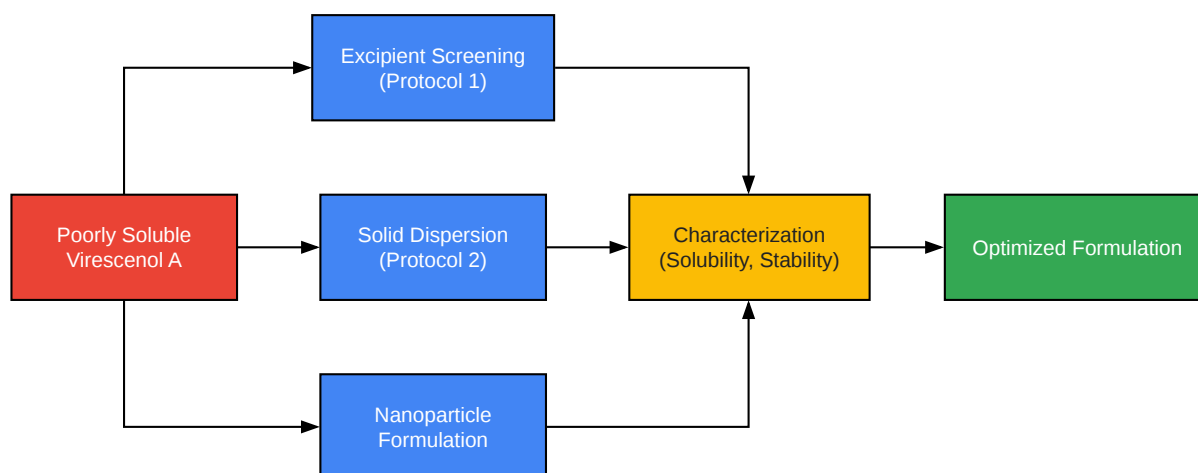 Excipient Screening
(Protocol 1)
Poorly Soluble
Virescenol A
Solid Dispersion
(Protocol 2)
Characterization
(Solubility, Stability)
Optimized Formulation
Nanoparticle
Formulation